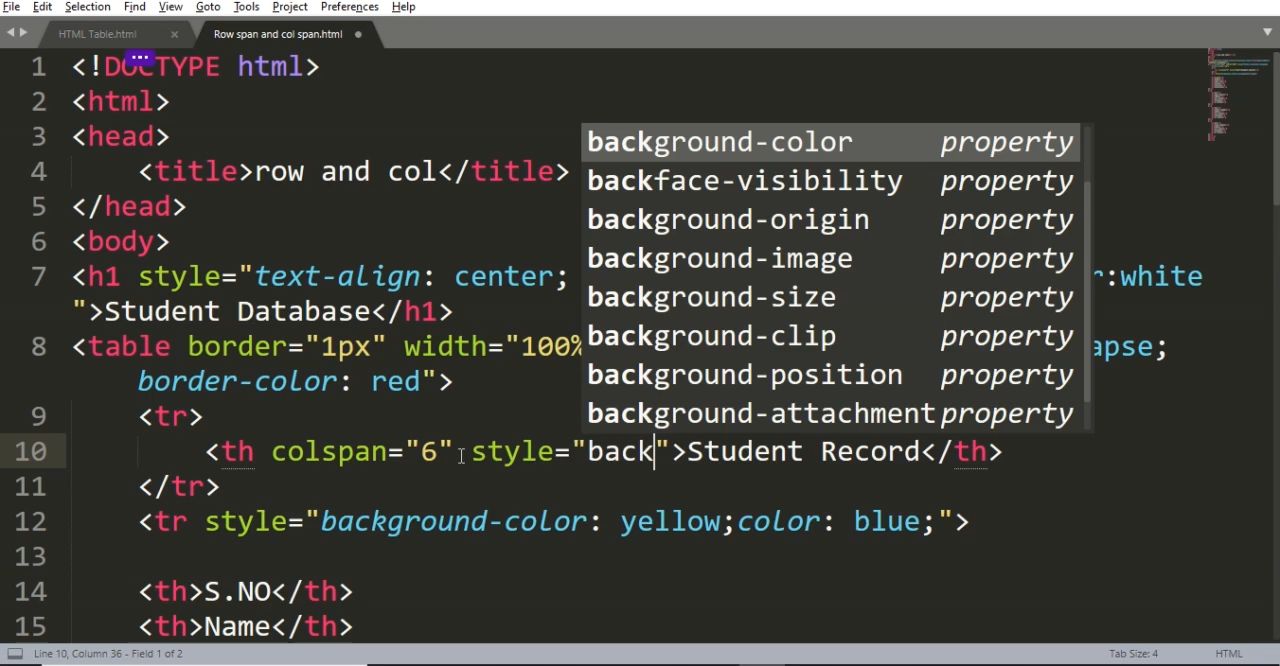 File Edit Selection Find View Goto Tools Project Preferences Help
HTML Table.html × Row span and col span.html
1 <!DOCTYPE html>
2 <html>
3 <head>
4 <title>row and col</title>
5 </head>
6 <body>
7 <h1 style="text-align: center; r:white
">Student Database</h1>
8 <table border="1px" width="100% apse;
border-color: red">
9 <tr>
10 <th colspan="6" style="back">Student Record</th>
11 </tr>
12 <tr style="background-color: yellow;color: blue;">
13
14 <th>S.NO</th>
15 <th>Name</th>
background-color property
backface-visibility property
background-origin property
background-image property
background-size property
background-clip property
background-position property
background-attachment property
Line 10, Column 36 - Field 1 of 2 Tab Size: 4 HTML